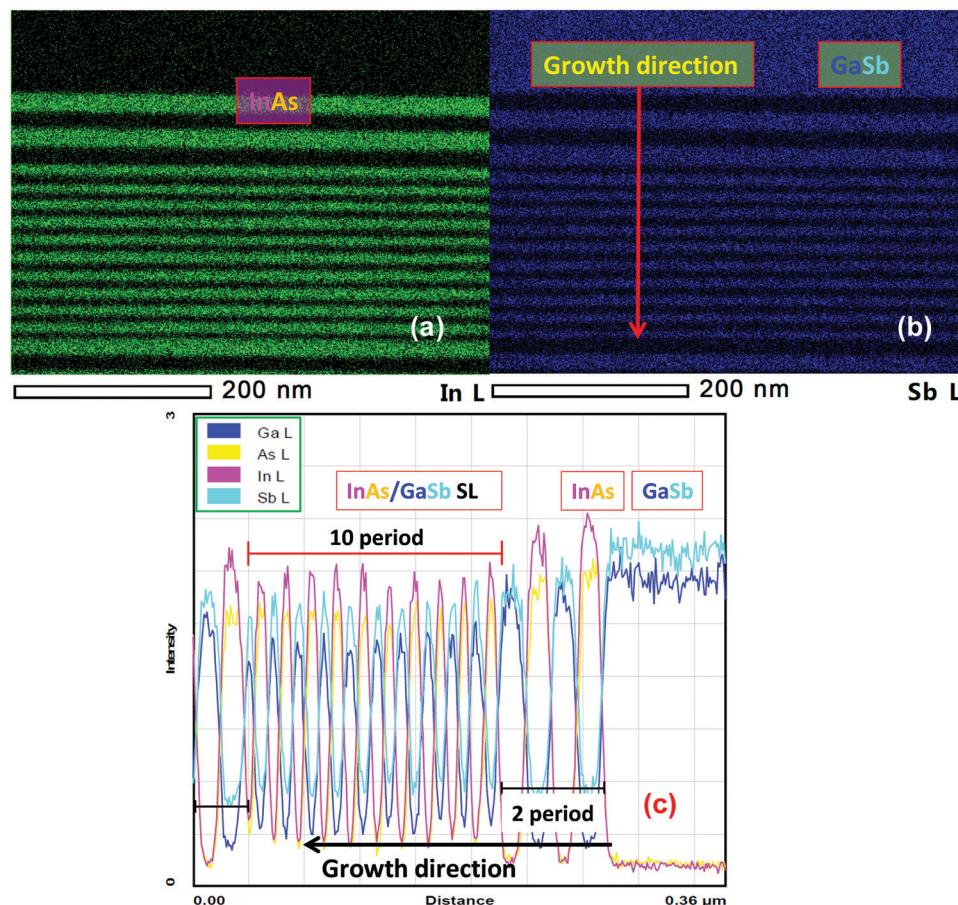 InAs
Growth direction
GaSb
(a)
(b)
200 nm
In L
200 nm
Sb L
3
Ga L
As L
In L
Sb L
InAs/GaSb SL
InAs
GaSb
10 period
Intensity
2 period
(c)
Growth direction
0
0.00
Distance
0.36 μm